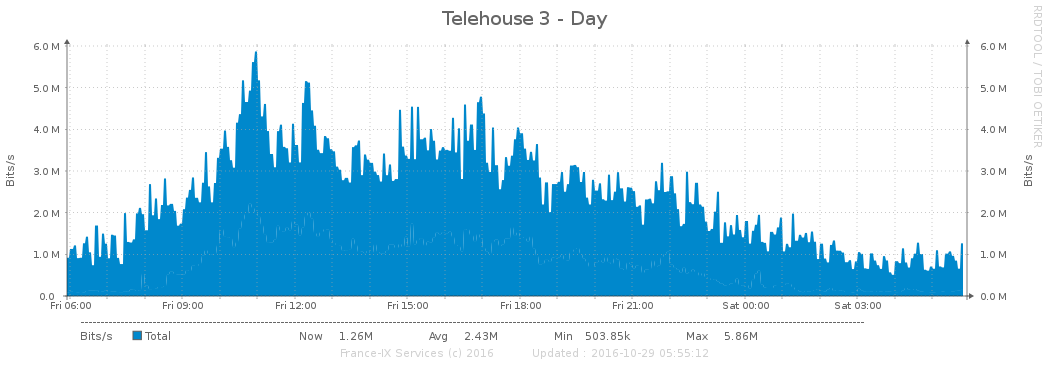 Telehouse 3 - Day
RRDTOOL / TOBI OETIKER
Bits/s
Bits/s
6.0 M 6.0 M
5.0 M 5.0 M
4.0 M 4.0 M
3.0 M 3.0 M
2.0 M 2.0 M
1.0 M 1.0 M
0.0 0.0 M
Fri 06:00 Fri 09:00 Fri 12:00 Fri 15:00 Fri 18:00 Fri 21:00 Sat 00:00 Sat 03:00
Bits/s Total Now 1.26M Avg 2.43M Min 503.85k Max 5.86M
France-IX Services (c) 2016 Updated : 2016-10-29 05:55:12